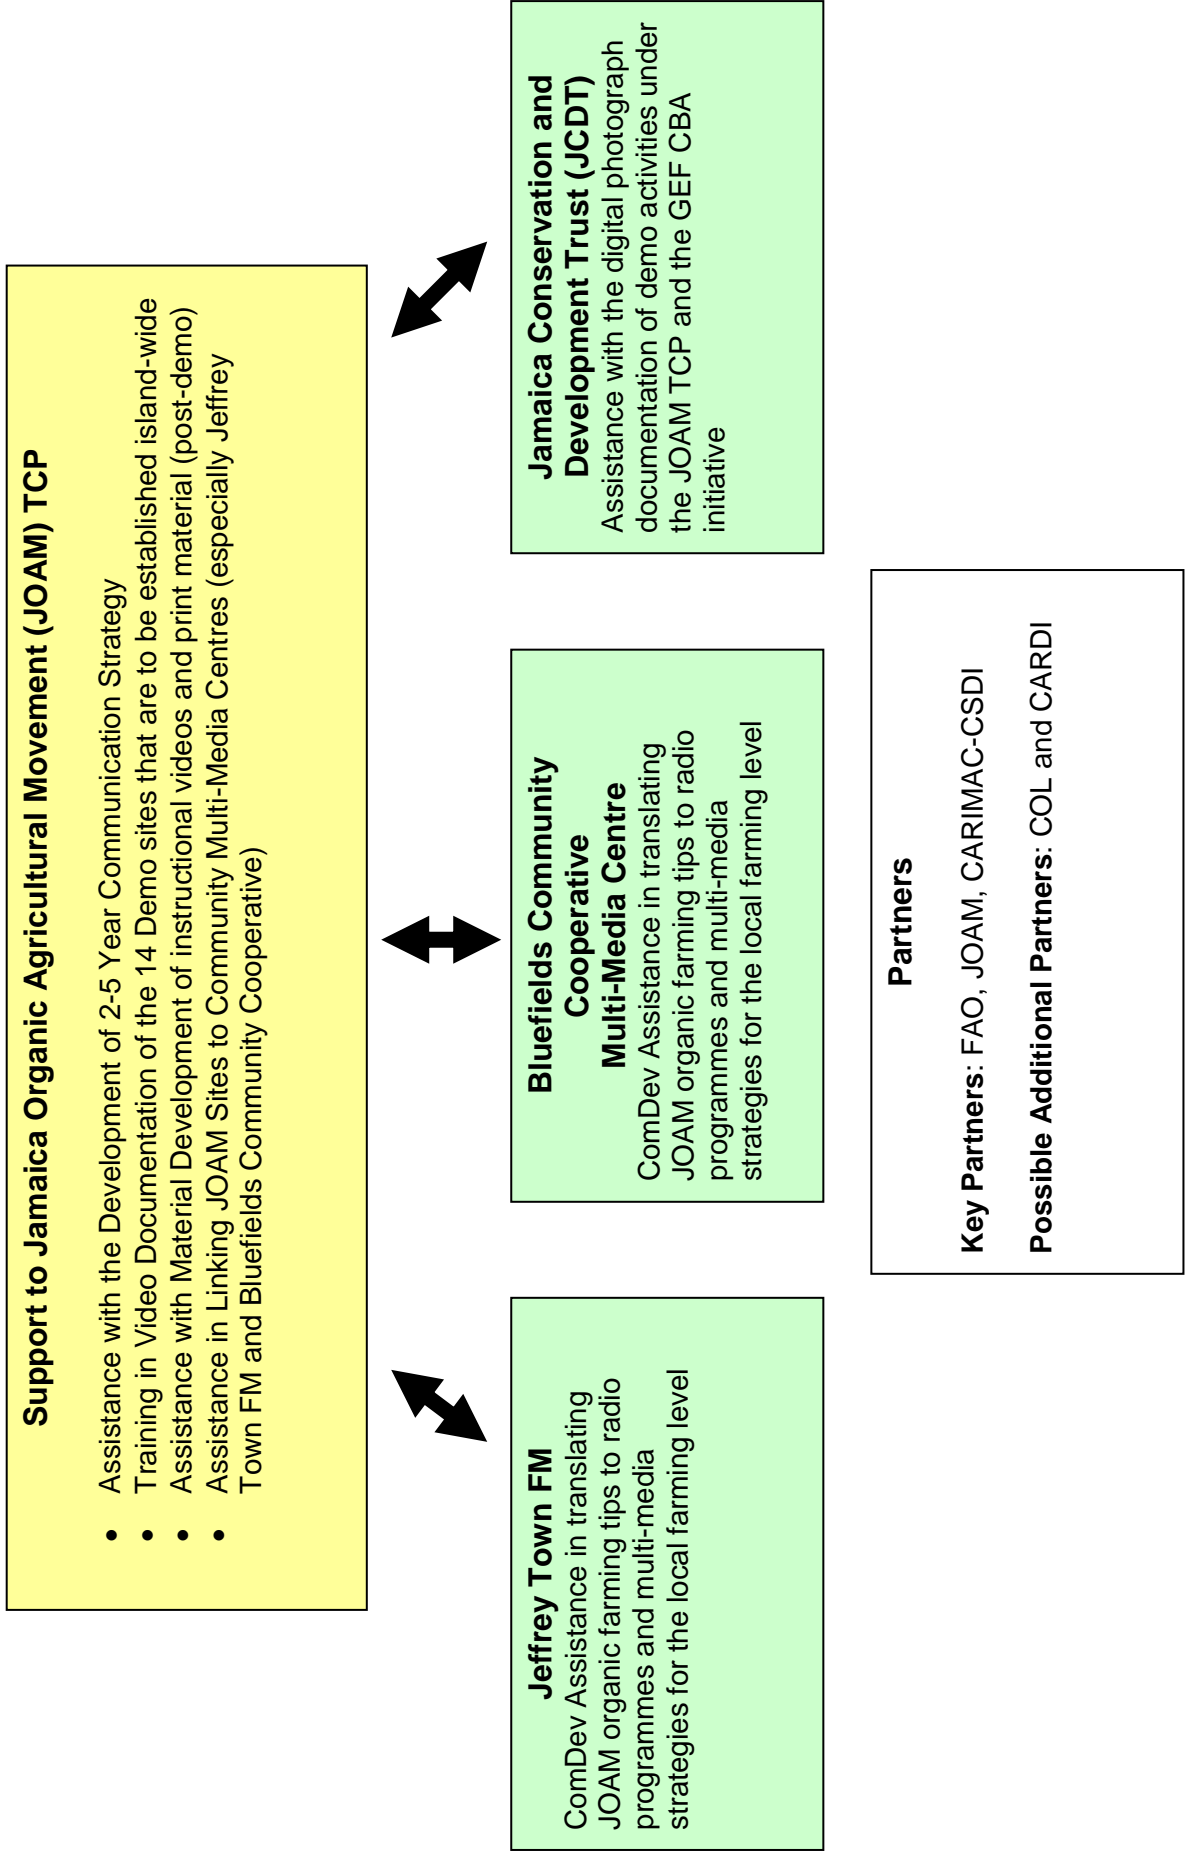 Support to Jamaica Organic Agricultural Movement (JOAM) TCP
• Assistance with the Development of 2-5 Year Communication Strategy
• Training in Video Documentation of the 14 Demo sites that are to be established island-wide
• Assistance with Material Development of instructional videos and print material (post-demo)
• Assistance in Linking JOAM Sites to Community Multi-Media Centres (especially Jeffrey
Town FM and Bluefields Community Cooperative)
Jeffrey Town FM
ComDev Assistance in translating
JOAM organic farming tips to radio
programmes and multi-media
strategies for the local farming level
Bluefields Community
Cooperative
Multi-Media Centre
ComDev Assistance in translating
JOAM organic farming tips to radio
programmes and multi-media
strategies for the local farming level
Jamaica Conservation and
Development Trust (JCDT)
Assistance with the digital photograph
documentation of demo activities under
the JOAM TCP and the GEF CBA
initiative
Partners
Key Partners: FAO, JOAM, CARIMAC-CSDI
Possible Additional Partners: COL and CARDI